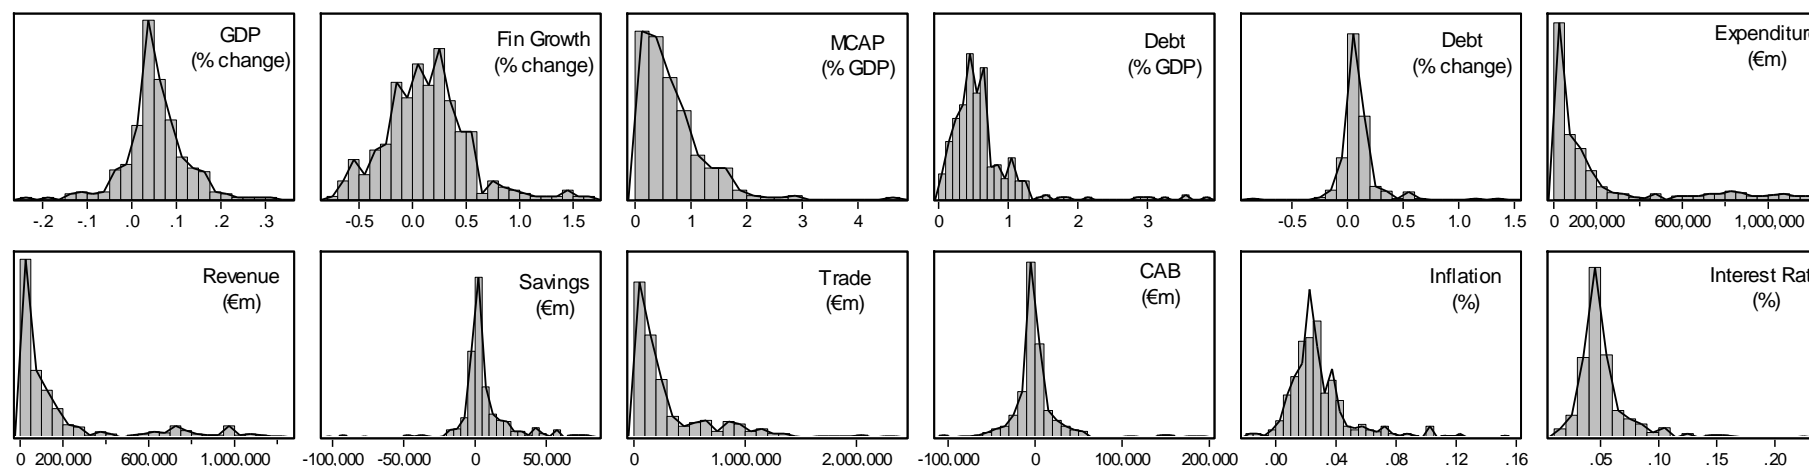 GDP
(% change)
-.2 -.1 .0 .1 .2 .3
Fin Growth
(% change)
-0.5 0.0 0.5 1.0 1.5
MCAP
(% GDP)
0 1 2 3 4
Debt
(% GDP)
0 1 2 3
Debt
(% change)
-0.5 0.0 0.5 1.0 1.5
Expenditur
(€m)
0 200,000 600,000 1,000,000
Revenue
(€m)
0 200,000 600,000 1,000,000
Savings
(€m)
-100,000 -50,000 0 50,000
Trade
(€m)
0 1,000,000 2,000,000
CAB
(€m)
-100,000 0 100,000 200,000
Inflation
(%)
.00 .04 .08 .12 .16
Interest Rat
(%)
.05 .10 .15 .20